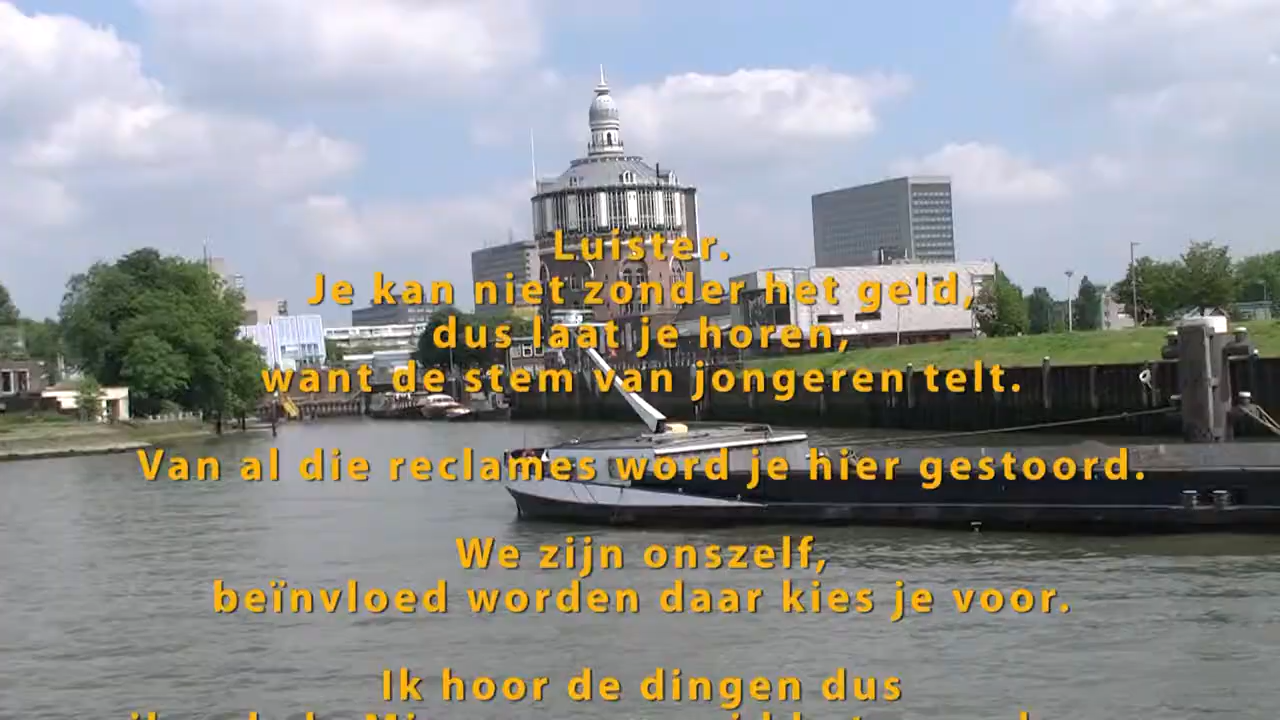 Luister.
Je kan niet zonder het geld,
dus laat je horen,
want de stem van jongeren telt.
Van al die reclames word je hier gestoord.
We zijn onszelf,
beïnvloed worden daar kies je voor.
Ik hoor de dingen dus